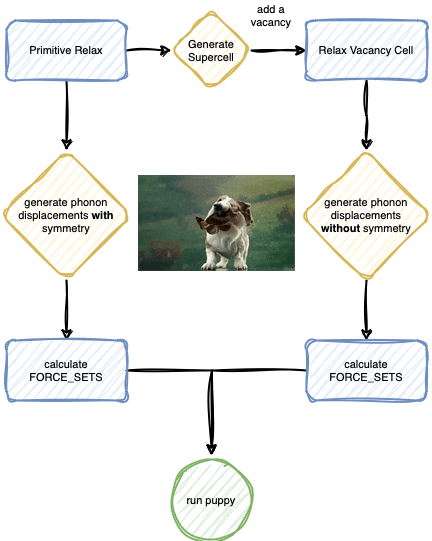 add a
vacancy
Primitive Relax
Generate
Supercell
Relax Vacancy Cell
generate phonon
displacements with
symmetry
generate phonon
displacements
without symmetry
calculate
FORCE_SETS
calculate
FORCE_SETS
run puppy